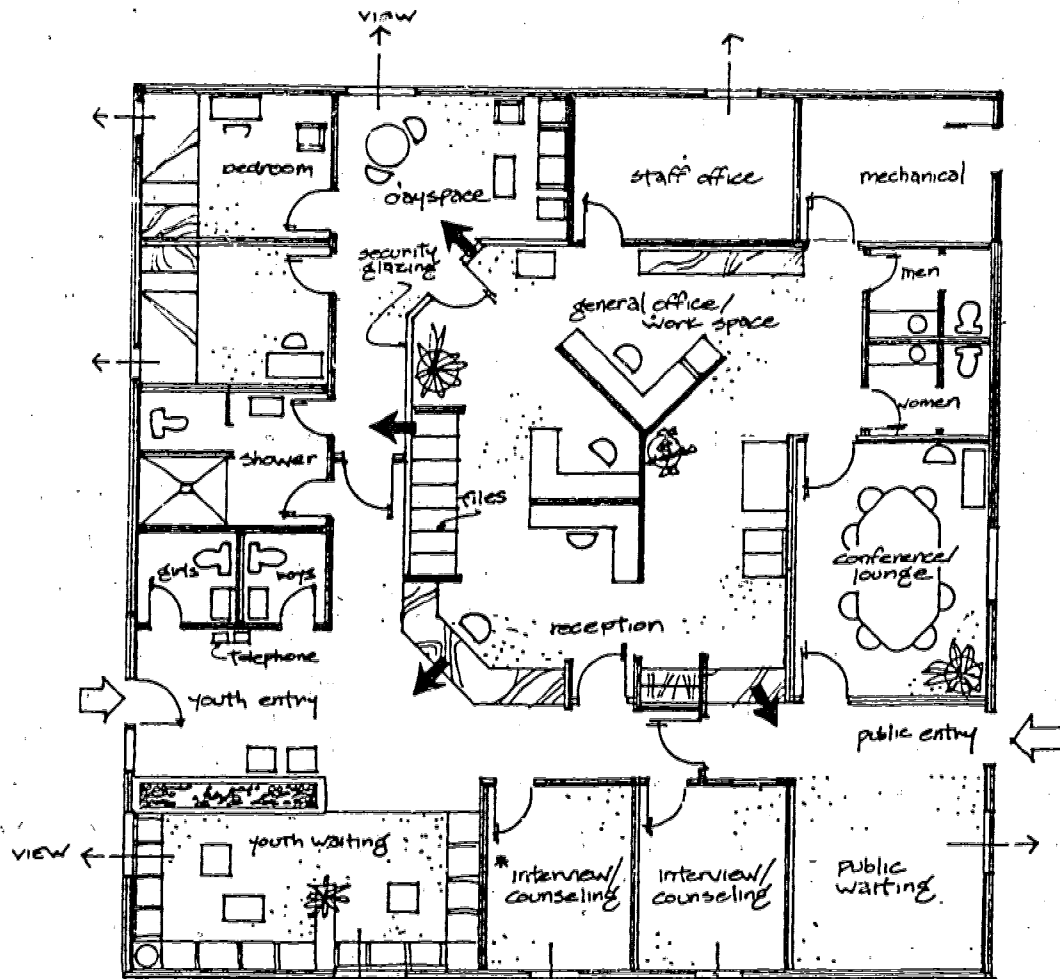 VIEW
bedroom
dayspace
staff office
mechanical
security
glazing
men
general office/
work space
women
shower
files
conference/
lounge
girls
boys
reception
telephone
youth entry
public entry
youth waiting
VIEW
* interview/
counseling
interview/
counseling
public
waiting